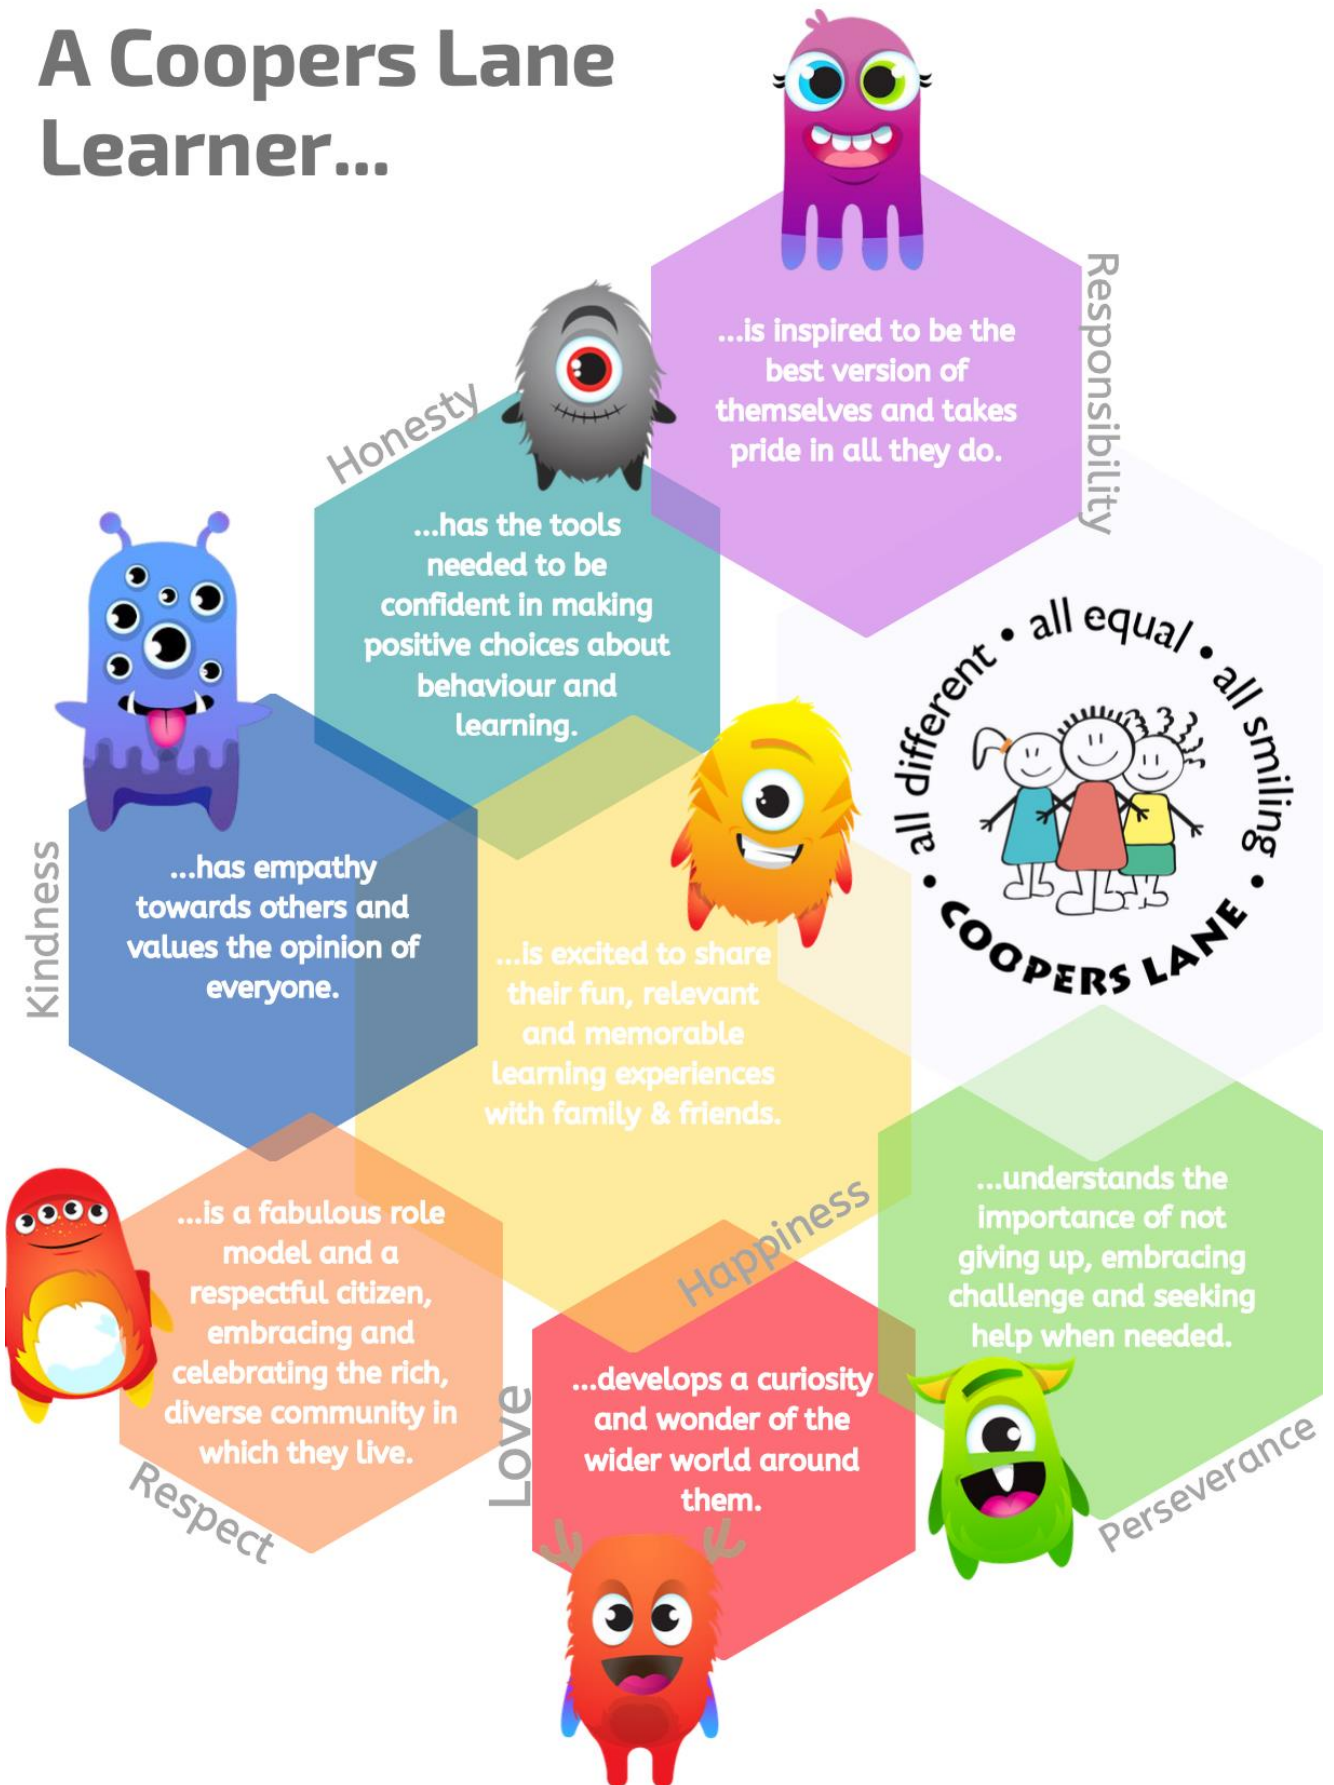 A Coopers Lane
Learner...
Responsibility
...is inspired to be the
best version of
themselves and takes
pride in all they do.
Honesty
...has the tools
needed to be
confident in making
positive choices about
behaviour and
learning.
• all different • all equal • all smiling •
COOPERS LANE
Kindness
...has empathy
towards others and
values the opinion of
everyone.
...is excited to share
their fun, relevant
and memorable
learning experiences
with family & friends.
Happiness
...understands the
importance of not
giving up, embracing
challenge and seeking
help when needed.
Perseverance
...is a fabulous role
model and a
respectful citizen,
embracing and
celebrating the rich,
diverse community in
which they live.
Respect
Love
...develops a curiosity
and wonder of the
wider world around
them.